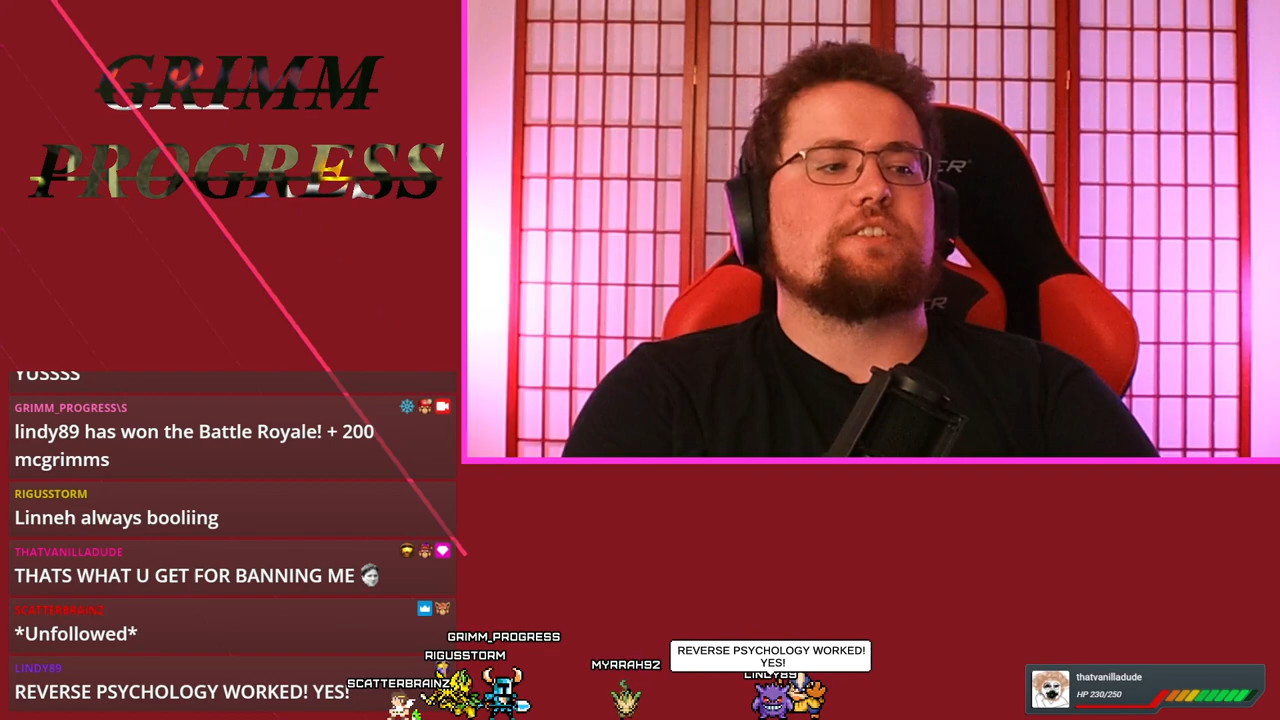 GRIMM
PROGRESS
YUSSSS
GRIMM_PROGRESS\S
lindy89 has won the Battle Royale! + 200
mcgrimms
RIGUSSTORM
Linneh always booliing
THATVANILLADUDE
THATS WHAT U GET FOR BANNING ME
SCATTERBRAINZ
*Unfollowed*
LINDY89
REVERSE PSYCHOLOGY WORKED! YES!
GRIMM_PROGRESS
RIGUSSTORM
SCATTERBRAINZ
MYRRAH92
REVERSE PSYCHOLOGY WORKED!
YES!
LINDY89
thatvanilladude
HP 230/250